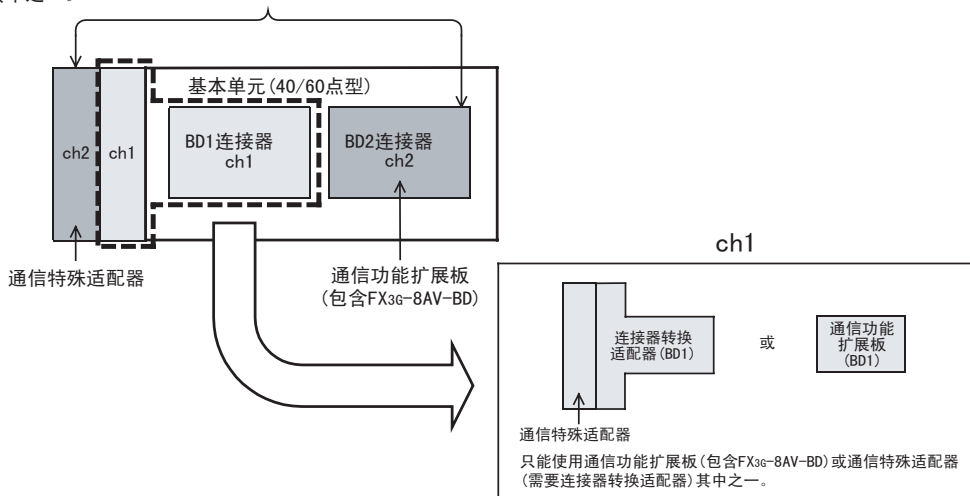 基本单元(40/60点型)
ch2
ch1
BD1连接器
ch1
BD2连接器
ch2
通信特殊适配器
通信功能扩展板
(包含FX3G-8AV-BD)
ch1
连接器转换
适配器(BD1)
或
通信功能
扩展板
(BD1)
通信特殊适配器
只能使用通信功能扩展板(包含FX3G-8AV-BD)或通信特殊适配器
(需要连接器转换适配器)其中之一。